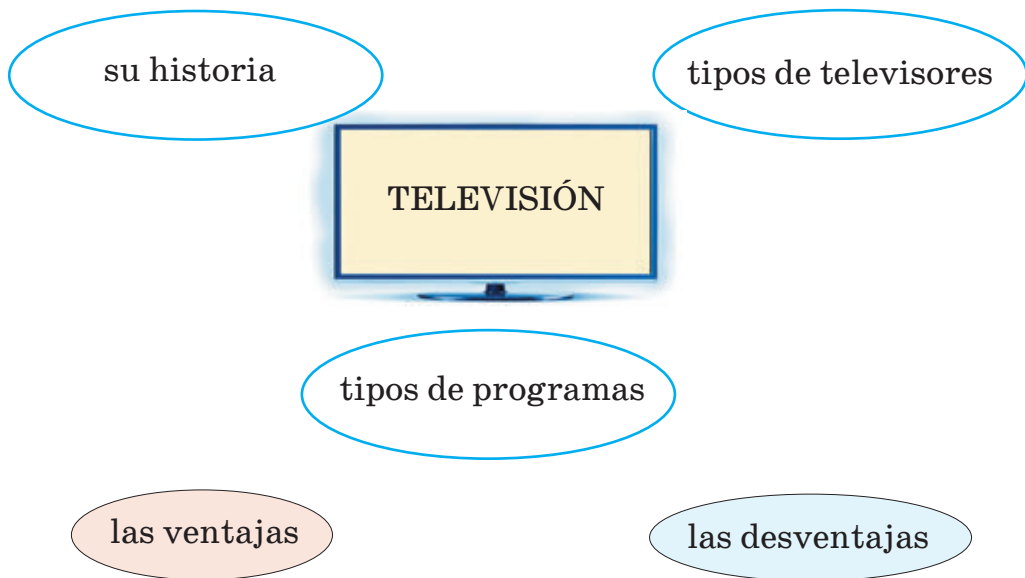 su historia
tipos de televisores
TELEVISIÓN
tipos de programas
las ventajas
las desventajas